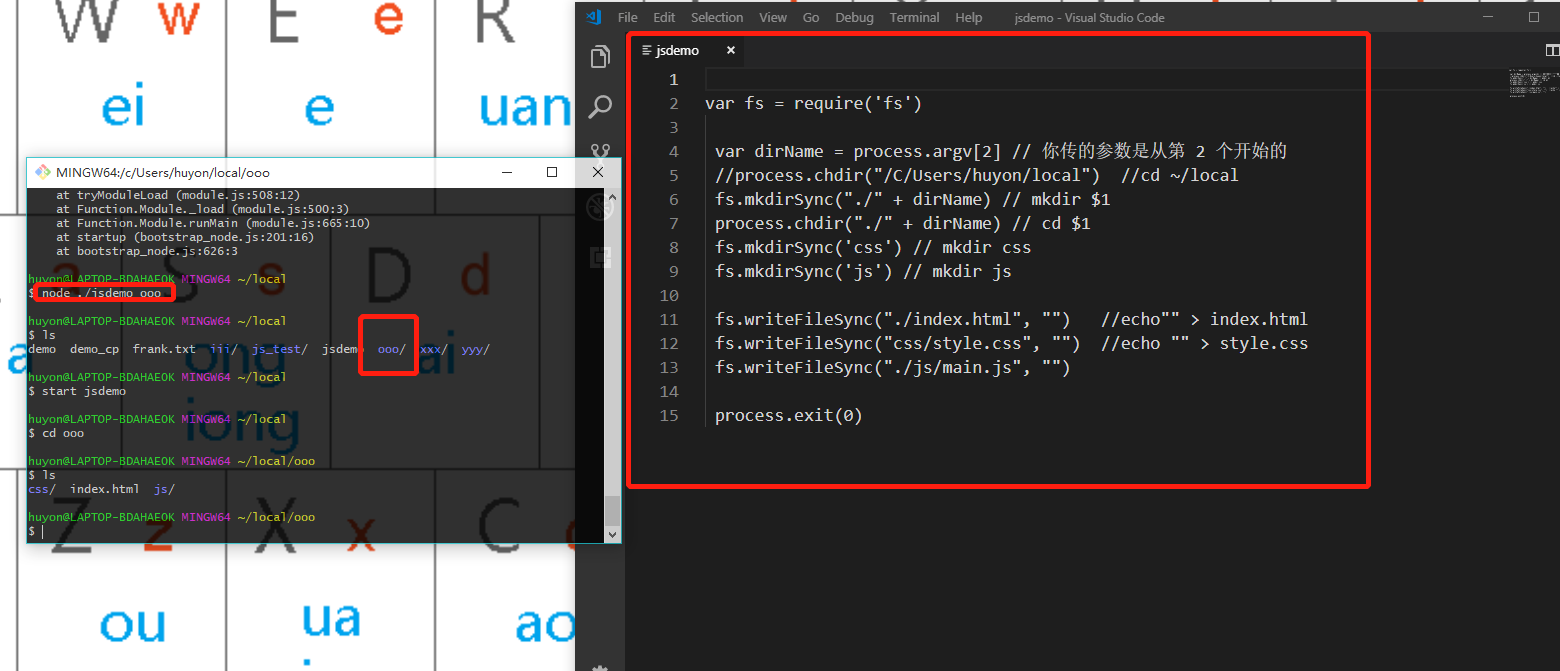 W w E e R
ei e uan
File Edit Selection View Go Debug Terminal Help jsdemo - Visual Studio Code
jsdemo
1
2 var fs = require('fs')
3
4 var dirName = process.argv[2] // 你传的参数是从第 2 个开始的
5 //process.chdir("/C/Users/huyon/local")  //cd ~/local
6 fs.mkdirSync("./" + dirName) // mkdir $1
7 process.chdir("./" + dirName) // cd $1
8 fs.mkdirSync('css') // mkdir css
9 fs.mkdirSync('js') // mkdir js
10
11 fs.writeFileSync("./index.html", "")   //echo"" > index.html
12 fs.writeFileSync("css/style.css", "")  //echo "" > style.css
13 fs.writeFileSync("./js/main.js", "")
14
15 process.exit(0)
MINGW64:/c/Users/huyon/local/ooo
at tryModuleLoad (module.js:508:12)
at Function.Module._load (module.js:500:3)
at Function.Module.runMain (module.js:665:10)
at startup (bootstrap_node.js:201:16)
at bootstrap_node.js:626:3
huyon@LAPTOP-BDAHAEOK MINGW64 ~/local
$ node ./jsdemo ooo
huyon@LAPTOP-BDAHAEOK MINGW64 ~/local
$ ls
demo  demo_cp  frank.txt  iii/  js_test/  jsdemo  ooo/  xxx/  yyy/
huyon@LAPTOP-BDAHAEOK MINGW64 ~/local
$ start jsdemo
huyon@LAPTOP-BDAHAEOK MINGW64 ~/local
$ cd ooo
huyon@LAPTOP-BDAHAEOK MINGW64 ~/local/ooo
$ ls
css/  index.html  js/
huyon@LAPTOP-BDAHAEOK MINGW64 ~/local/ooo
$
a S s D d
ong ai
iong
Z z X x C
ou ua ao